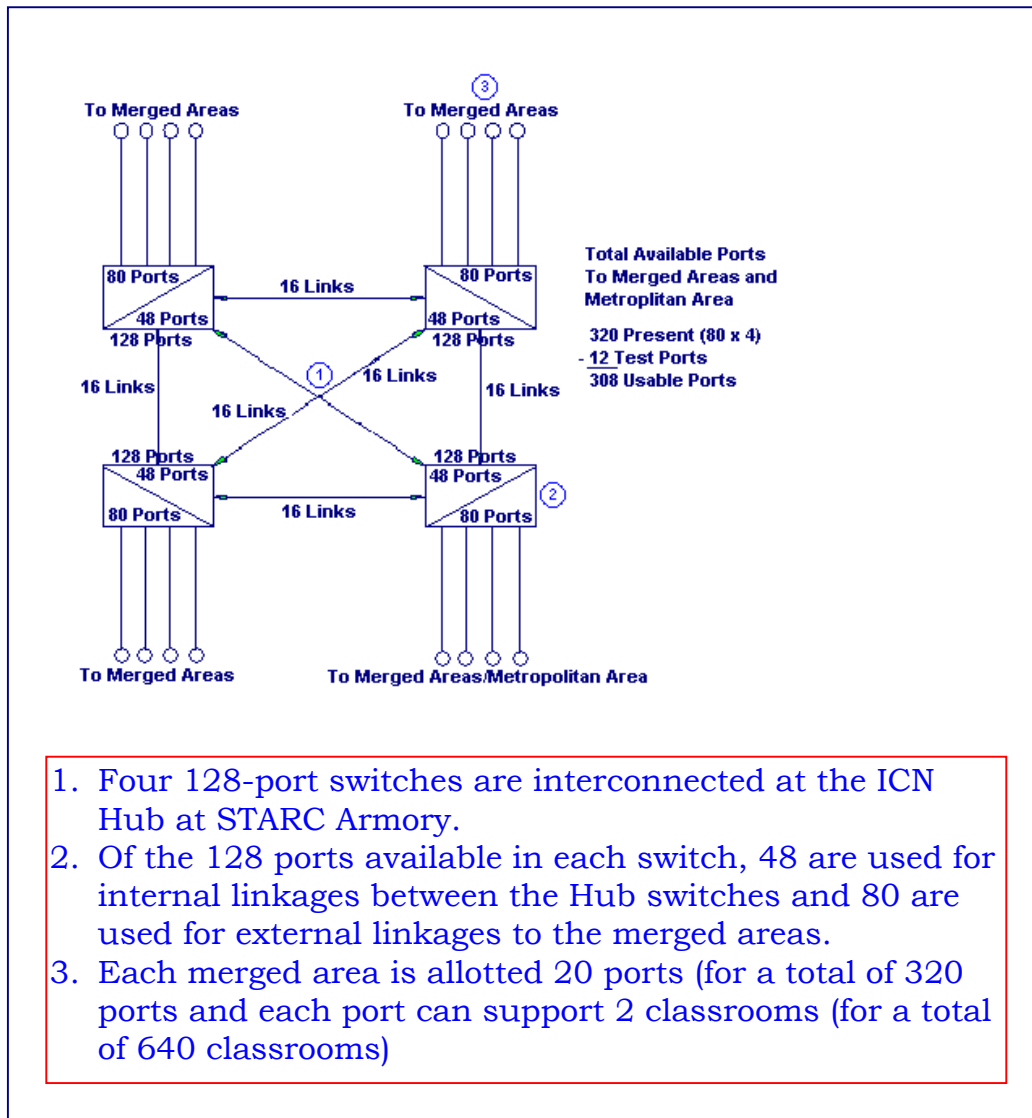 3
To Merged Areas
To Merged Areas
80 Ports
48 Ports
128 Ports
16 Links
80 Ports
48 Ports
128 Ports
Total Available Ports
To Merged Areas and
Metroplitan Area
320 Present (80 x 4)
- 12 Test Ports
308 Usable Ports
1
16 Links
16 Links
16 Links
16 Links
128 Ports
48 Ports
80 Ports
16 Links
128 Ports
48 Ports
80 Ports
2
To Merged Areas
To Merged Areas/Metropolitan Area
1. Four 128-port switches are interconnected at the ICN
Hub at STARC Armory.
2. Of the 128 ports available in each switch, 48 are used for
internal linkages between the Hub switches and 80 are
used for external linkages to the merged areas.
3. Each merged area is allotted 20 ports (for a total of 320
ports and each port can support 2 classrooms (for a total
of 640 classrooms)